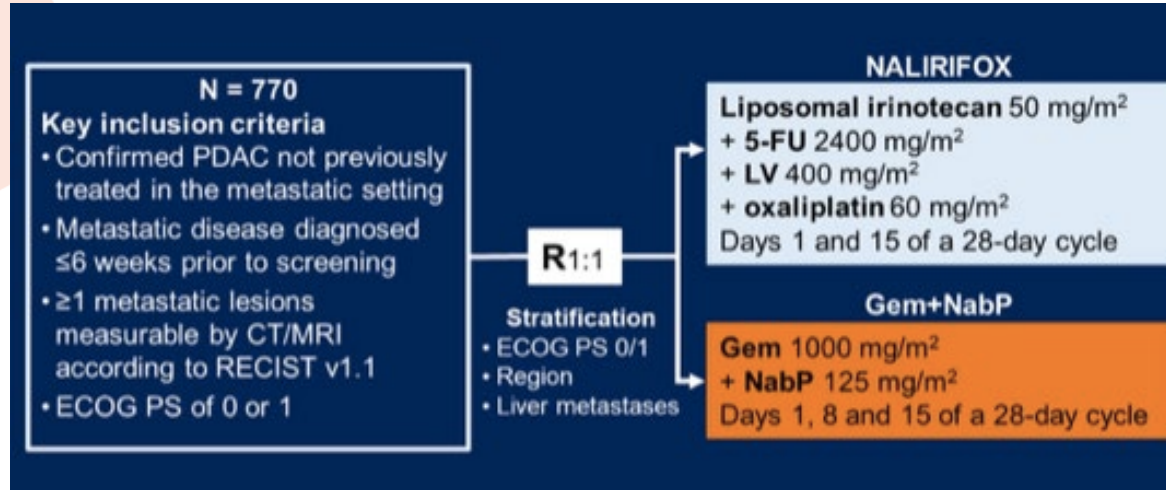 N = 770
Key inclusion criteria
• Confirmed PDAC not previously
treated in the metastatic setting
• Metastatic disease diagnosed
≤6 weeks prior to screening
• ≥1 metastatic lesions
measurable by CT/MRI
according to RECIST v1.1
• ECOG PS of 0 or 1
R1:1
Stratification
• ECOG PS 0/1
• Region
• Liver metastases
NALIRIFOX
Liposomal irinotecan 50 mg/m²
+ 5-FU 2400 mg/m²
+ LV 400 mg/m²
+ oxaliplatin 60 mg/m²
Days 1 and 15 of a 28-day cycle
Gem+NabP
Gem 1000 mg/m²
+ NabP 125 mg/m²
Days 1, 8 and 15 of a 28-day cycle